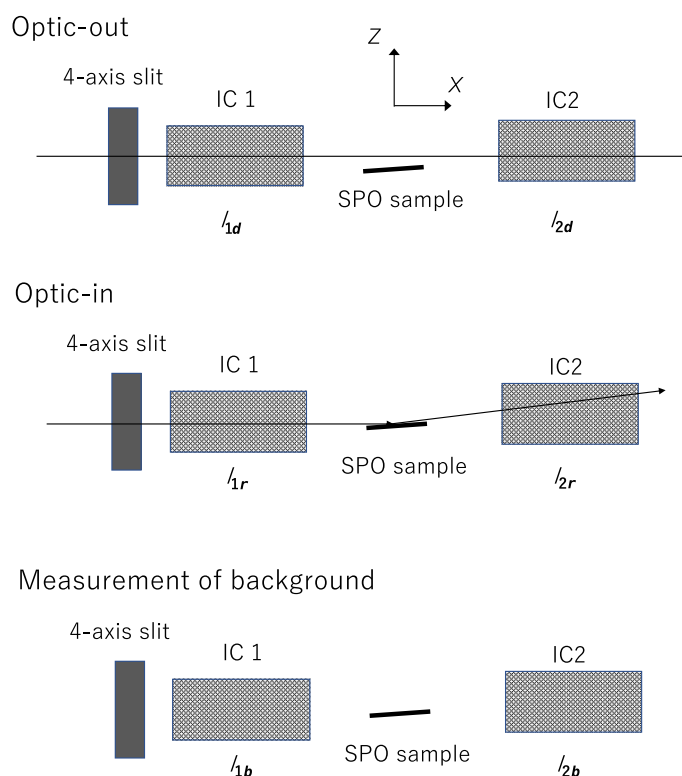 Optic-out
Z
4-axis slit
IC 1
X
IC2
SPO sample
I1d
I2d
Optic-in
4-axis slit
IC 1
IC2
SPO sample
I1r
I2r
Measurement of background
4-axis slit
IC 1
IC2
SPO sample
I1b
I2b